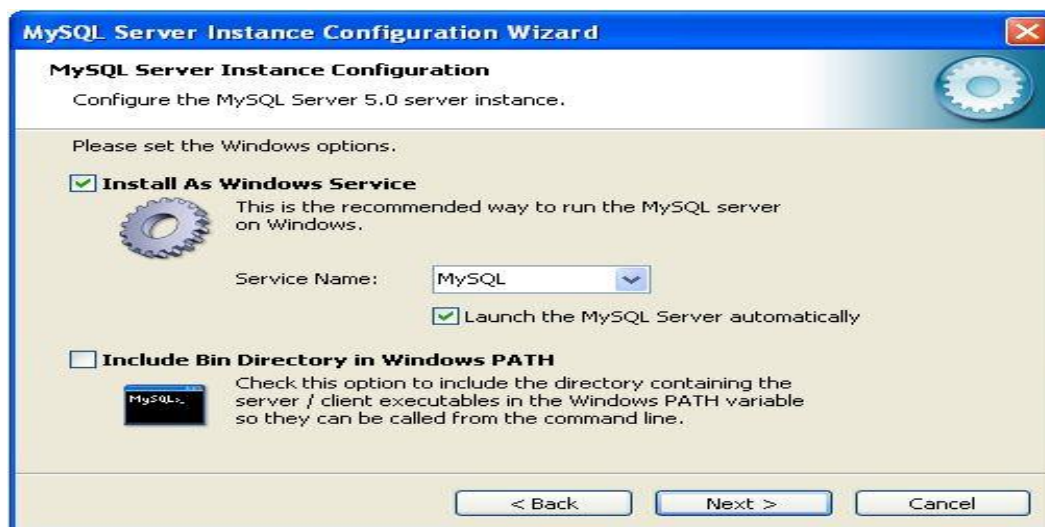 MySQL Server Instance Configuration Wizard
MySQL Server Instance Configuration
Configure the MySQL Server 5.0 server instance.
Please set the Windows options.
Install As Windows Service
This is the recommended way to run the MySQL server
on Windows.
Service Name: MySQL
Launch the MySQL Server automatically
Include Bin Directory in Windows PATH
MySQL>_
Check this option to include the directory containing the
server / client executables in the Windows PATH variable
so they can be called from the command line.
< Back Next > Cancel